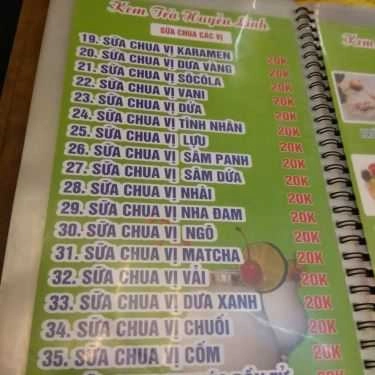 Kem Trà Huyền Linh
SỮA CHUA CÁC VỊ
19. SỮA CHUA VỊ KARAMEN
20. SỮA CHUA VỊ DƯA VÀNG 20K
21. SỮA CHUA VỊ SÔCÔLA 20K
22. SỮA CHUA VỊ VANI 20K
23. SỮA CHUA VỊ DỨA 20K
24. SỮA CHUA VỊ TÌNH NHÂN 20K
25. SỮA CHUA VỊ LỰU 20K
26. SỮA CHUA VỊ SÂM PANH 20K
27. SỮA CHUA VỊ SẦM DỨA 20K
28. SỮA CHUA VỊ NHÀI 20K
29. SỮA CHUA VỊ NHA ĐAM 20K
30. SỮA CHUA VỊ NGÔ 20K
31. SỮA CHUA VỊ MATCHA 20K
32. SỮA CHUA VỊ VẢI 20K
33. SỮA CHUA VỊ DƯA XANH 20K
34. SỮA CHUA VỊ CHUỐI 20K
35. SỮA CHUA VỊ CỐM 20K
Kem